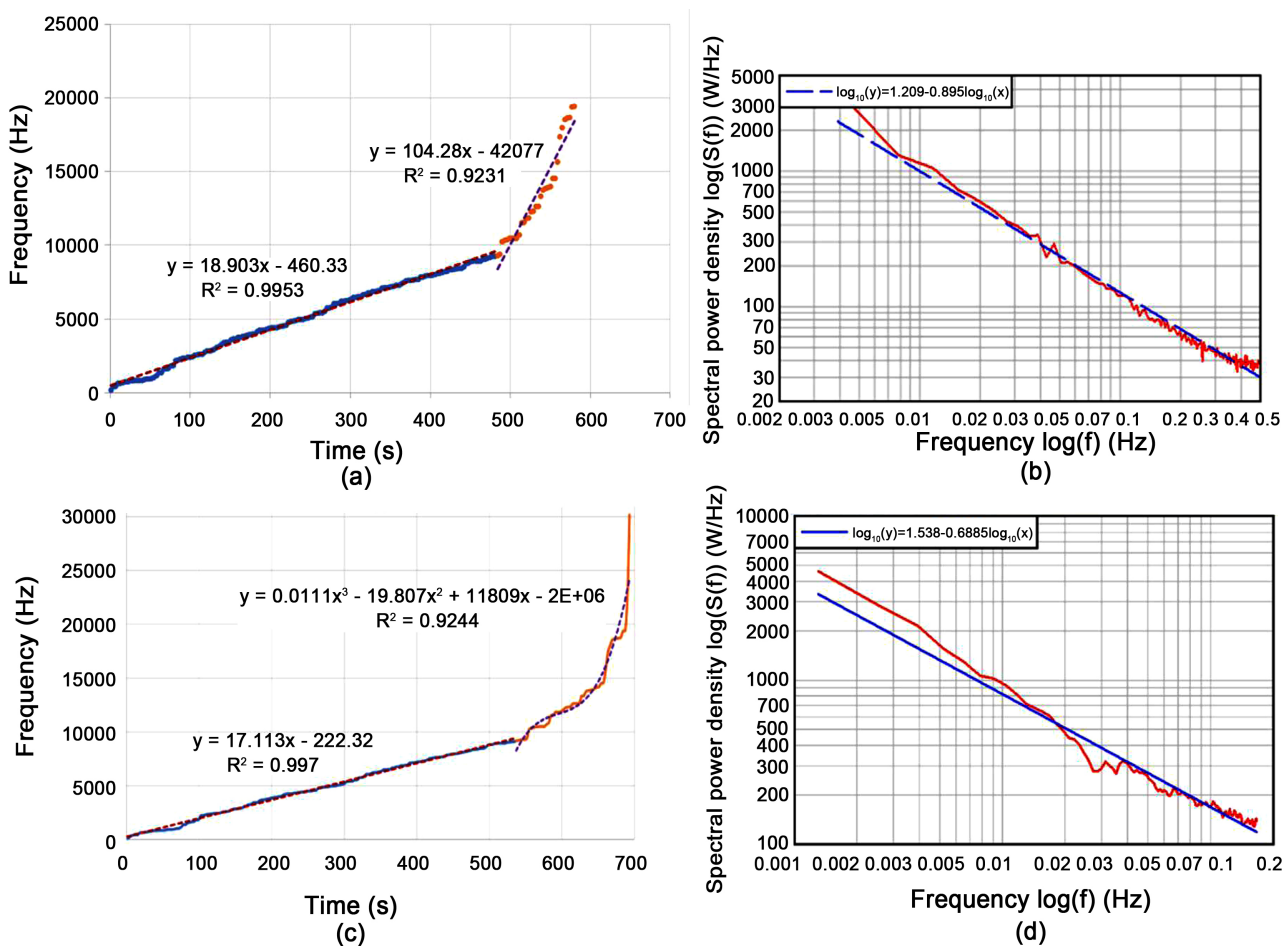 25000
20000
15000
10000
5000
0
Frequency (Hz)
y = 104.28x - 42077
R² = 0.9231
y = 18.903x - 460.33
R² = 0.9953
0 100 200 300 400 500 600 700
Time (s)
(a)
Spectral power density log(S(f)) (W/Hz)
5000
3000
2000
1000
700
500
300
200
100
70
50
30
20
log₁₀(y)=1.209-0.895log₁₀(x)
0.002 0.003 0.005 0.01 0.02 0.03 0.05 0.07 0.1 0.2 0.3 0.4 0.5
Frequency log(f) (Hz)
(b)
30000
25000
20000
15000
10000
5000
0
Frequency (Hz)
y = 0.0111x³ - 19.807x² + 11809x - 2E+06
R² = 0.9244
y = 17.113x - 222.32
R² = 0.997
0 100 200 300 400 500 600 700
Time (s)
(c)
Spectral power density log(S(f)) (W/Hz)
10000
7000
5000
4000
3000
2000
1000
700
500
400
300
200
100
log₁₀(y)=1.538-0.6885log₁₀(x)
0.001 0.002 0.003 0.005 0.01 0.02 0.03 0.05 0.07 0.1 0.2
Frequency log(f) (Hz)
(d)